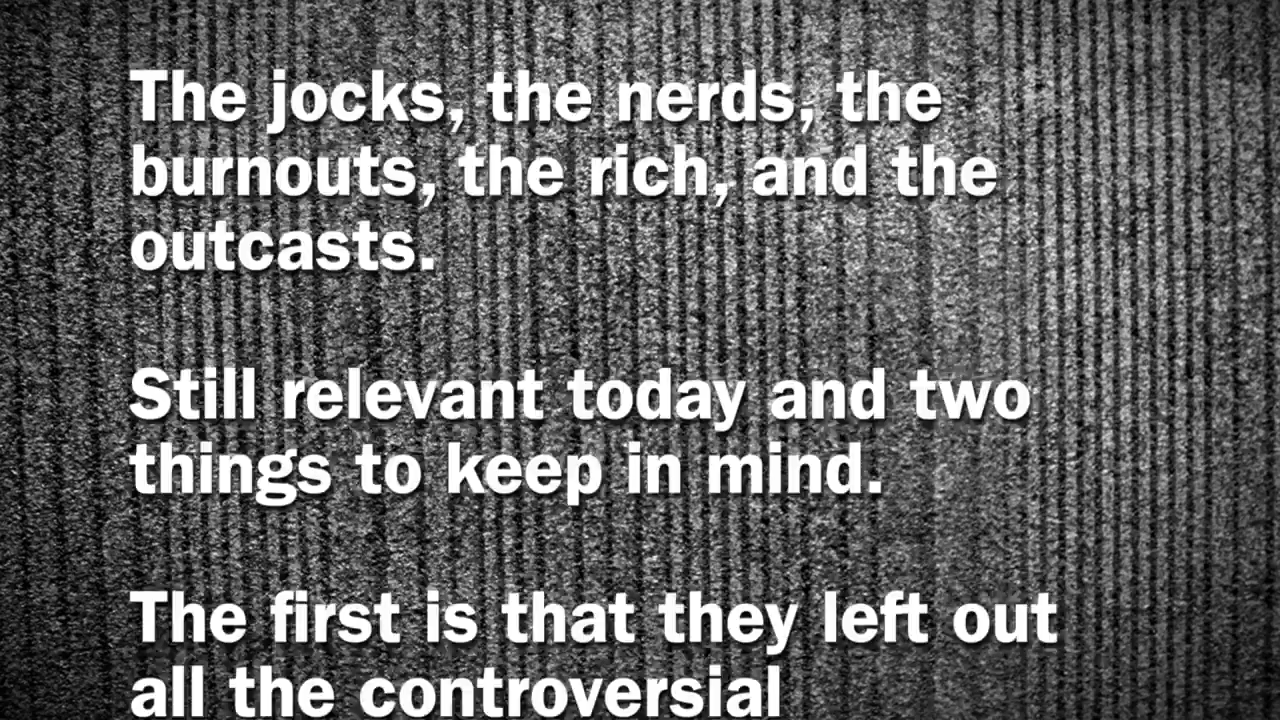 The jocks, the nerds, the
burnouts, the rich, and the
outcasts.
Still relevant today and two
things to keep in mind.
The first is that they left out
all the controversial